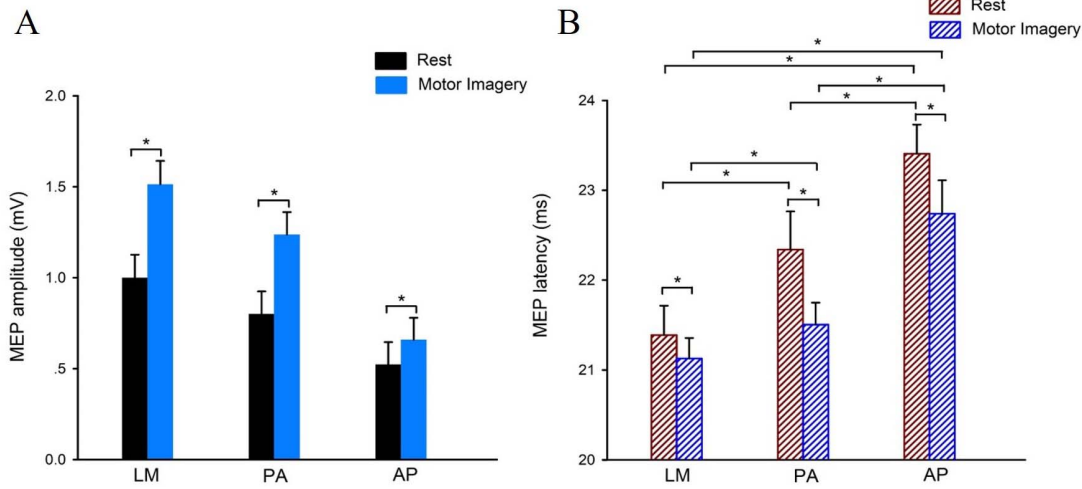 A
Rest
Motor Imagery
MEP amplitude (mV)
2.0
1.5
1.0
.5
0.0
*
*
*
LM
PA
AP
B
Rest
Motor Imagery
MEP latency (ms)
24
23
22
21
20
*
*
*
*
*
*
*
*
*
LM
PA
AP